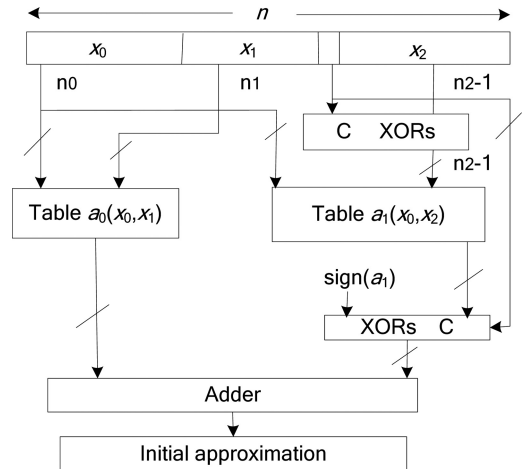 n
x0 x1 x2
n0 n1 n2-1
C XORs
n2-1
Table a0(x0,x1) Table a1(x0,x2)
sign(a1)
XORs C
Adder
Initial approximation